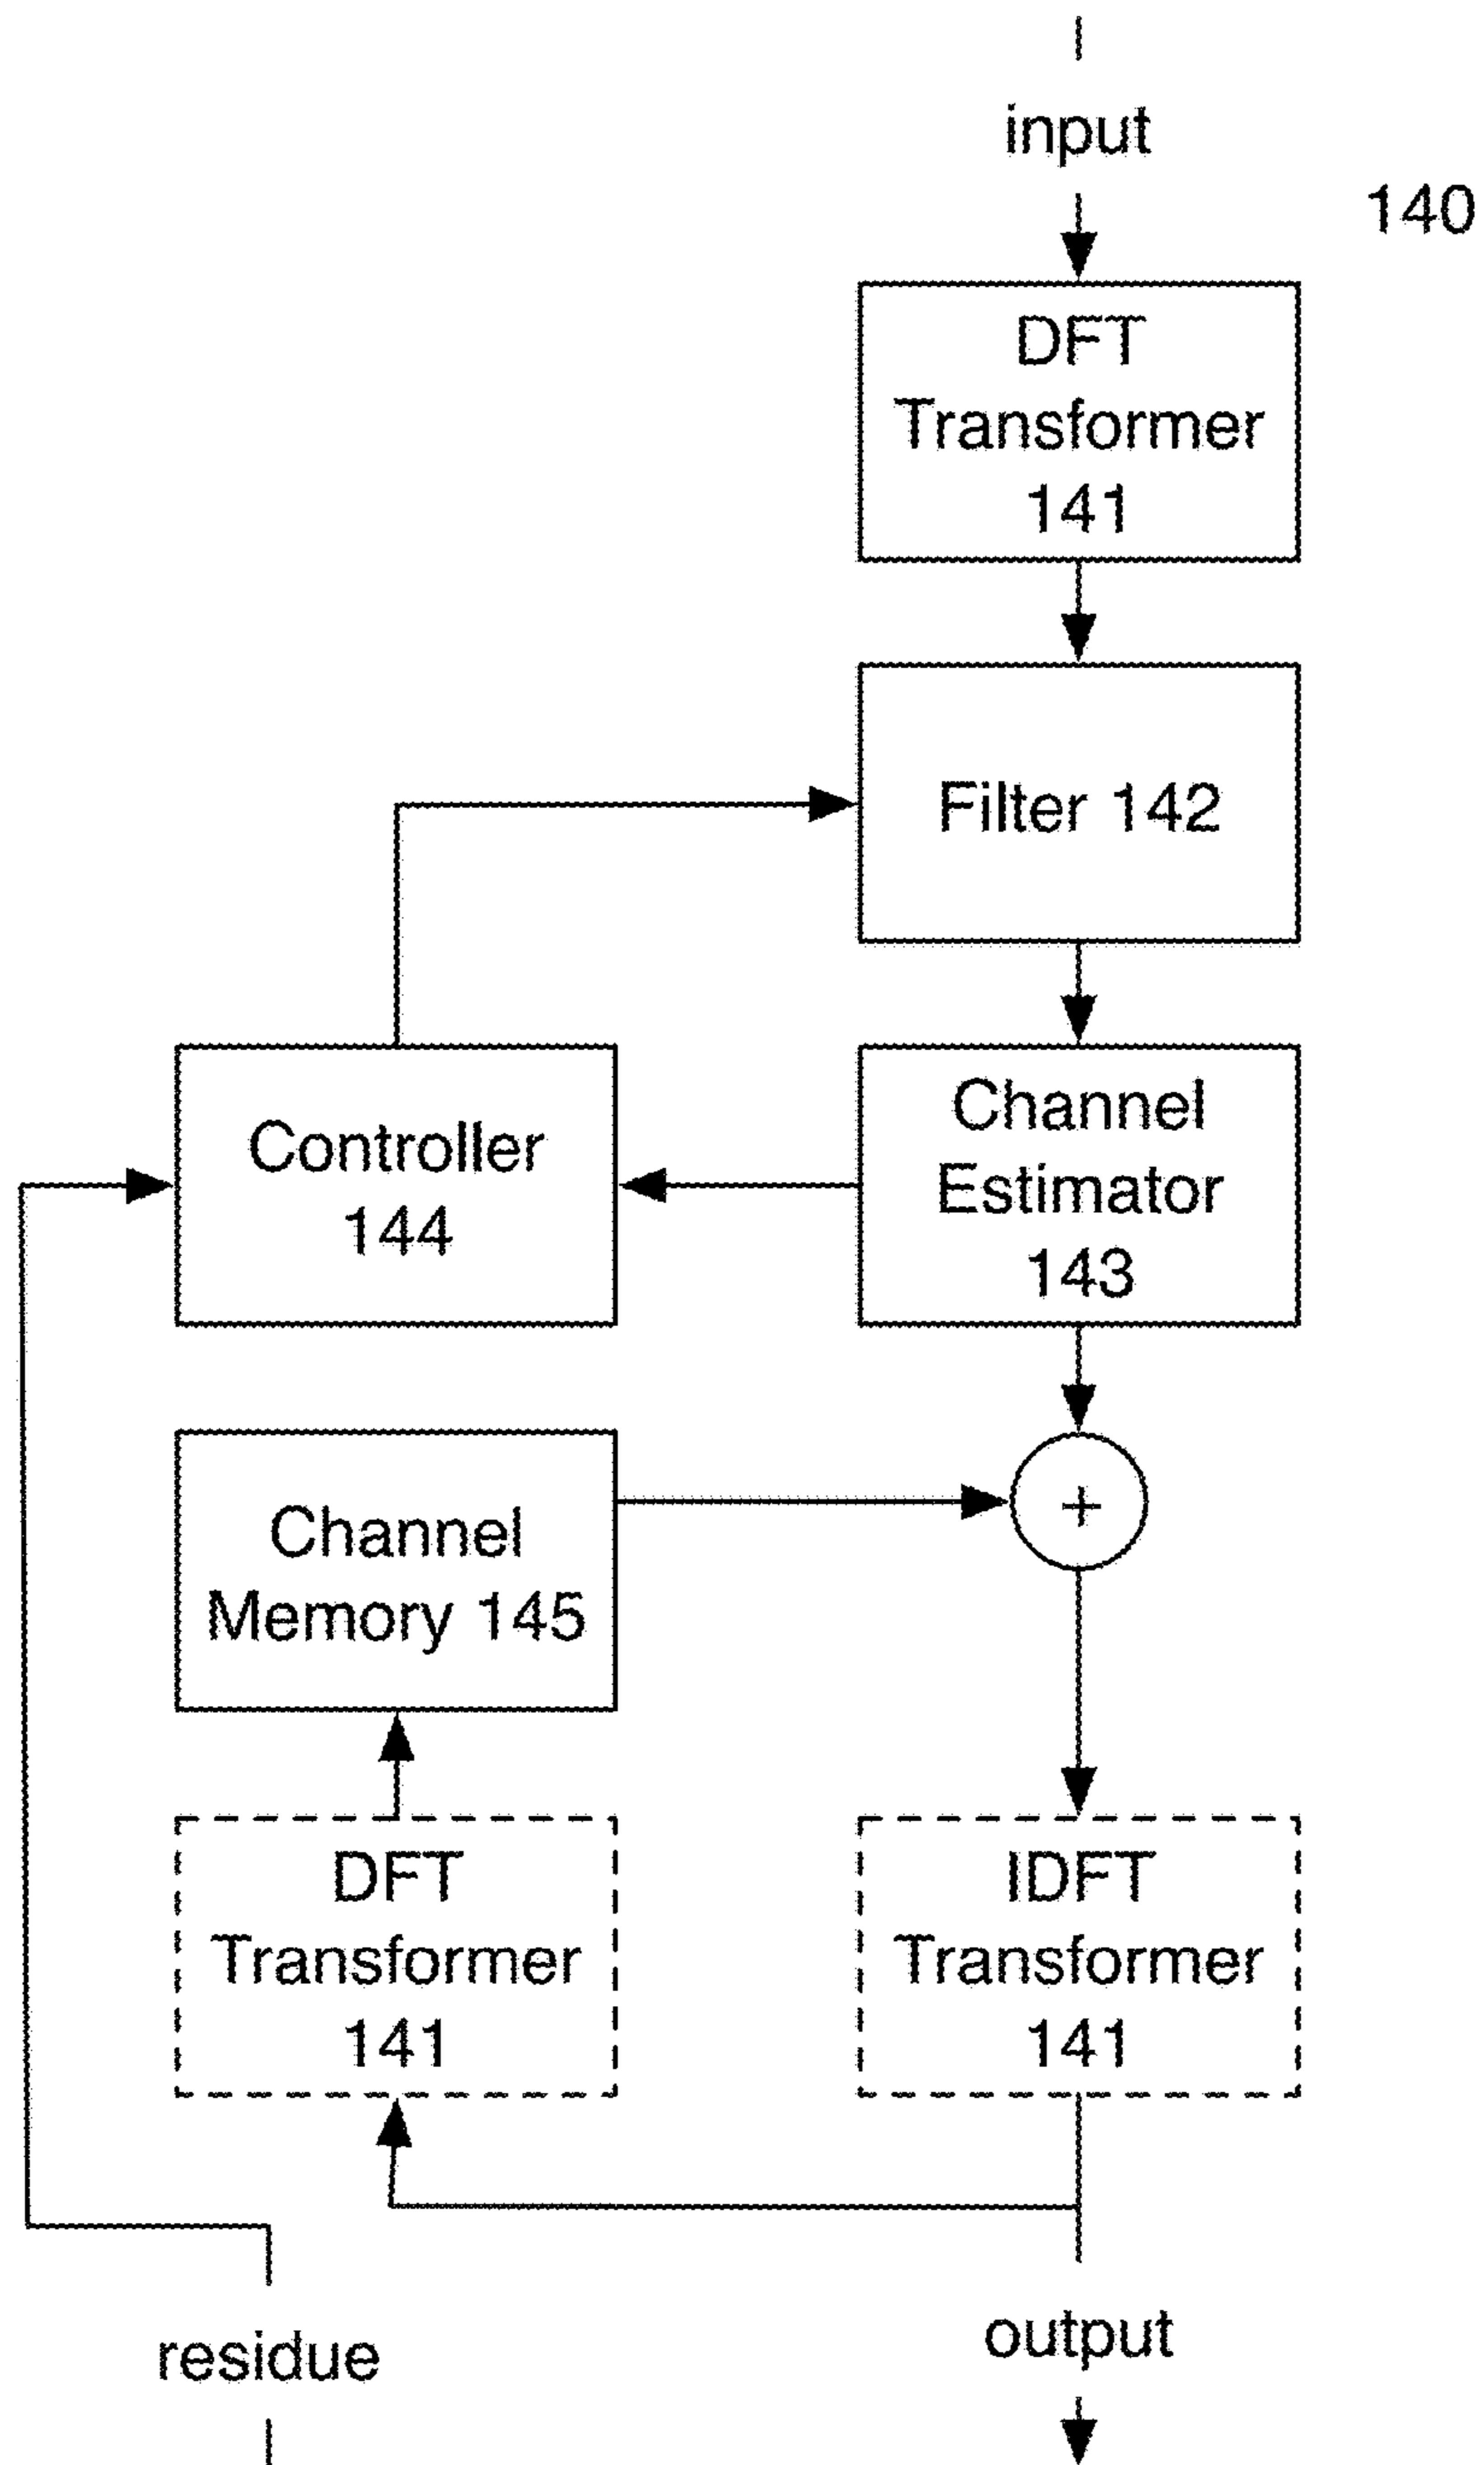 input
140
DFT
Transformer
141
Filter 142
Controller
144
Channel
Estimator
143
Channel
Memory 145
+
DFT
Transformer
141
IDFT
Transformer
141
residue
output